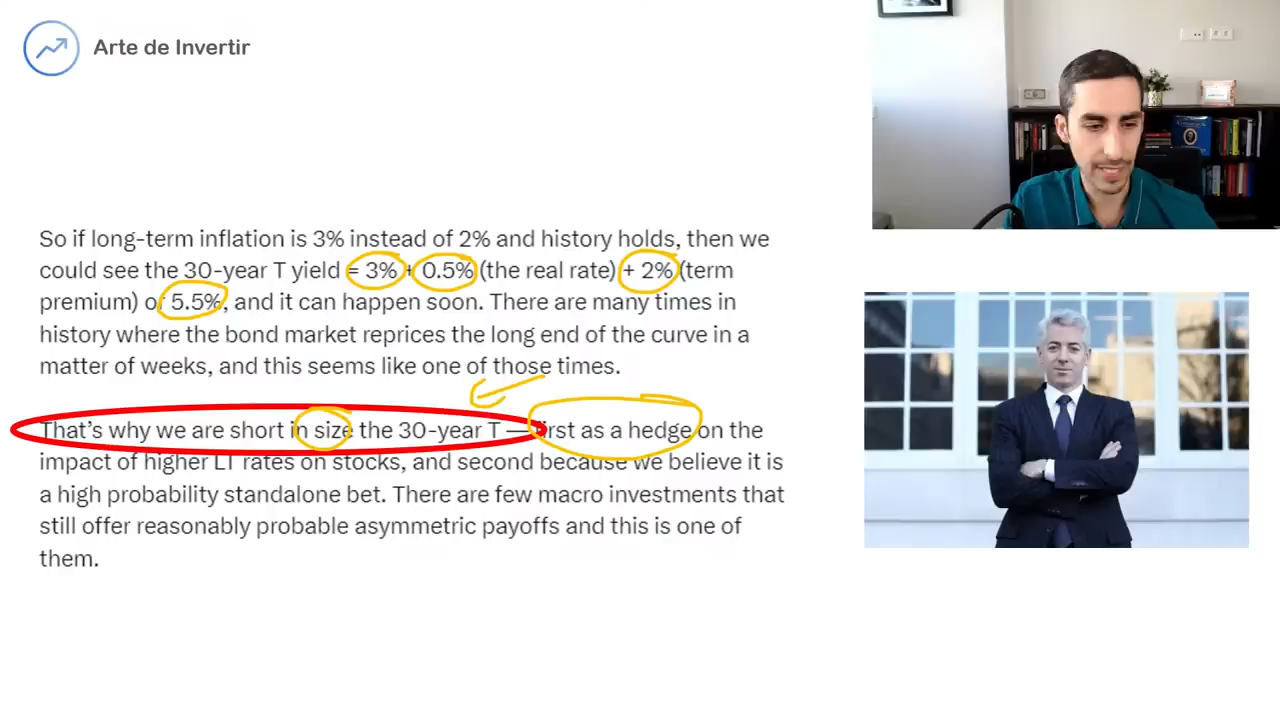 Arte de Invertir
So if long-term inflation is 3% instead of 2% and history holds, then we
could see the 30-year T yield = 3% + 0.5% (the real rate) + 2% (term
premium) or 5.5%, and it can happen soon. There are many times in
history where the bond market reprices the long end of the curve in a
matter of weeks, and this seems like one of those times.
That's why we are short in size the 30-year T — first as a hedge on the
impact of higher LT rates on stocks, and second because we believe it is
a high probability standalone bet. There are few macro investments that
still offer reasonably probable asymmetric payoffs and this is one of
them.